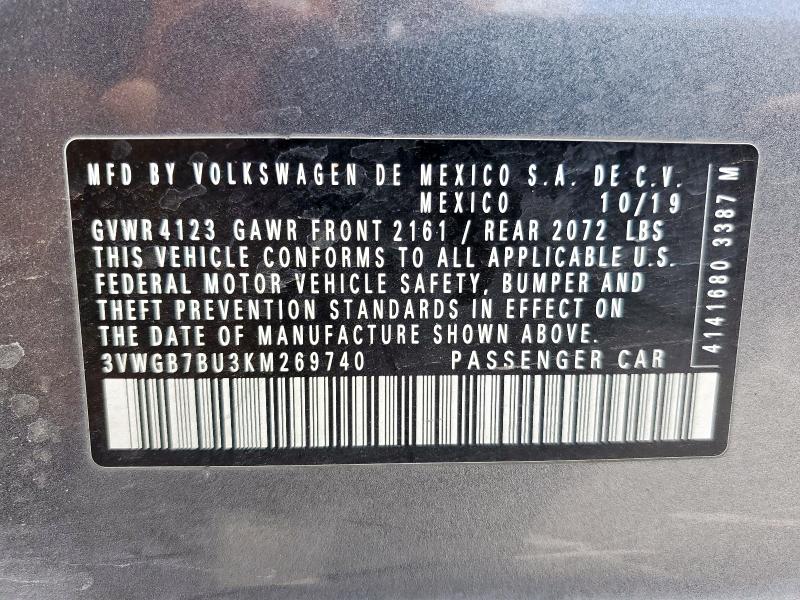 MFD BY VOLKSWAGEN DE MEXICO S.A. DE C.V.
MEXICO 10/19
GVWR 4123 GAWR FRONT 2161 / REAR 2072 LBS
THIS VEHICLE CONFORMS TO ALL APPLICABLE U.S.
FEDERAL MOTOR VEHICLE SAFETY, BUMPER AND
THEFT PREVENTION STANDARDS IN EFFECT ON
THE DATE OF MANUFACTURE SHOWN ABOVE.
3VWGB7BU3KM269740 PASSENGER CAR
4141680 3387 M